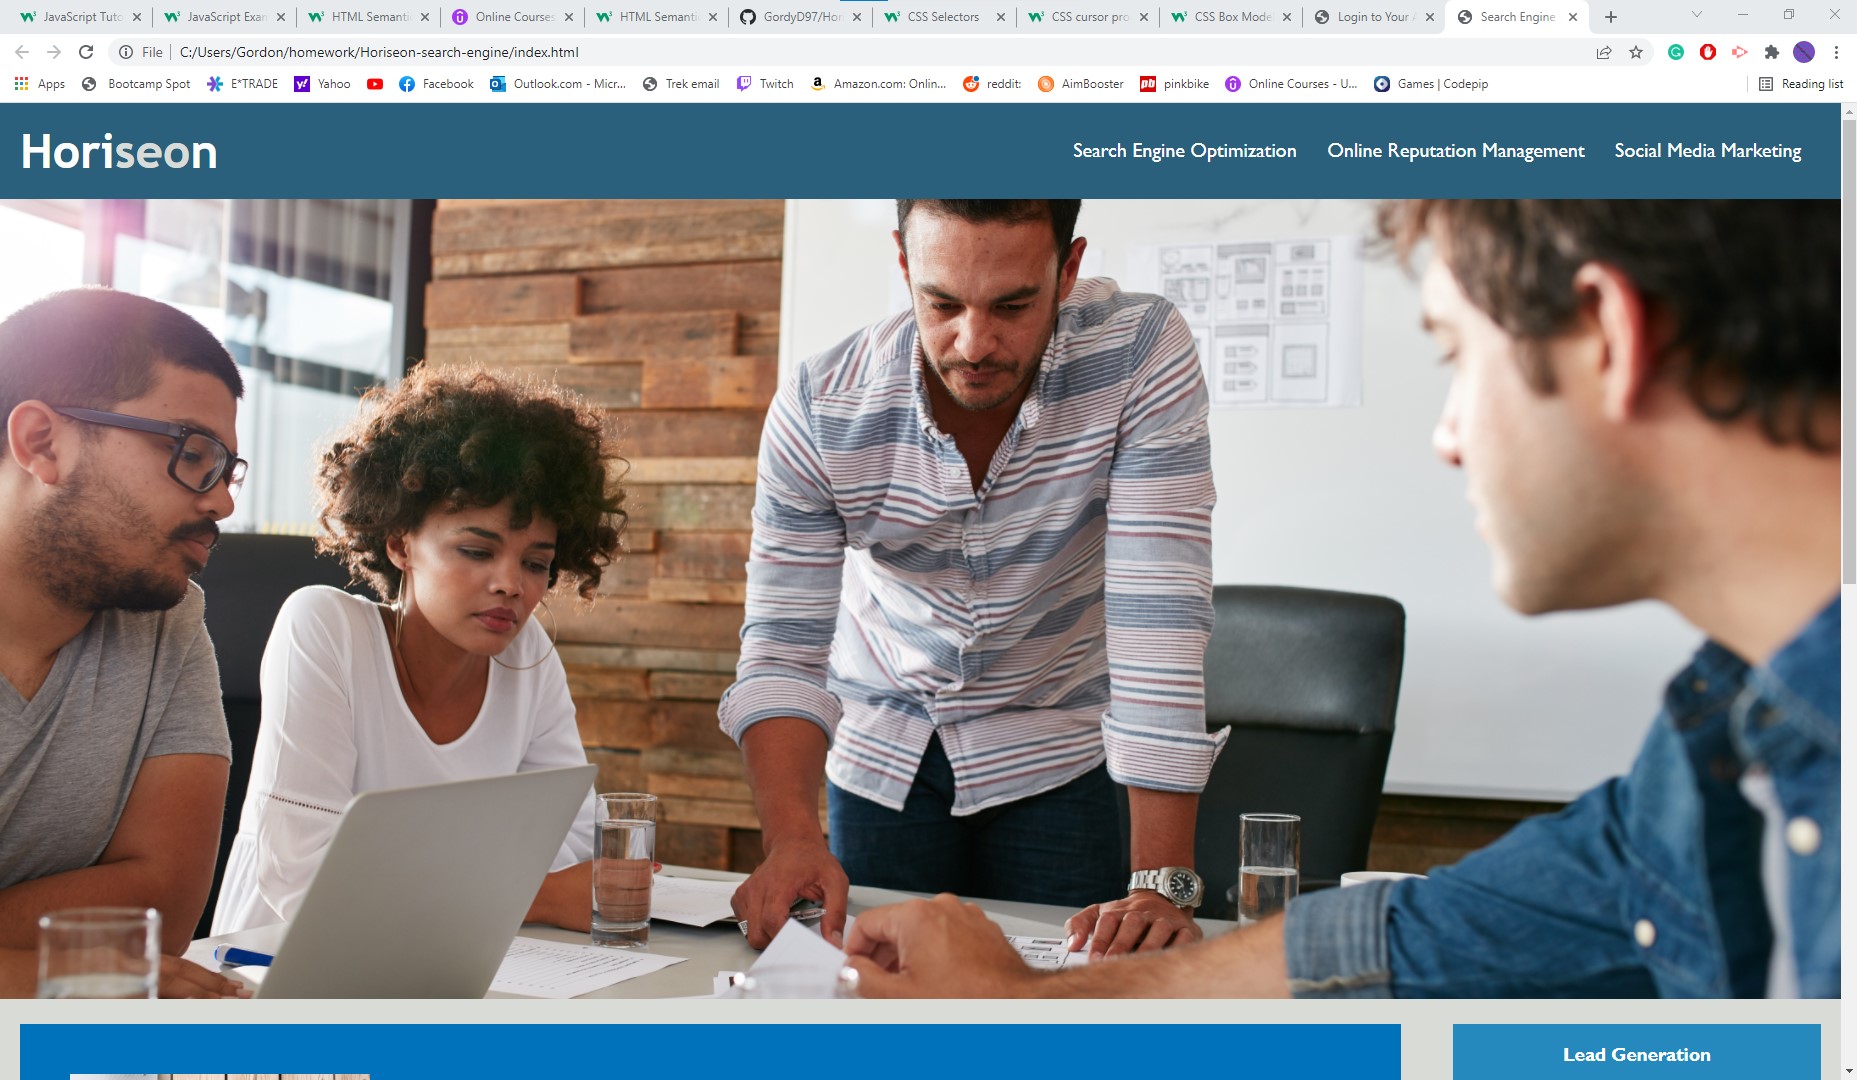 JavaScript Tuto
JavaScript Exan
HTML Semanti
Online Courses
HTML Semanti
GordyD97/Hor
CSS Selectors
CSS cursor pro
CSS Box Mode
Login to Your A
Search Engine
File
C:/Users/Gordon/homework/Horiseon-search-engine/index.html
Apps
Bootcamp Spot
E*TRADE
Yahoo
Facebook
Outlook.com - Micr...
Trek email
Twitch
Amazon.com: Onlin...
reddit:
AimBooster
pinkbike
Online Courses - U...
Games | Codepip
Reading list
Horiseon
Search Engine Optimization
Online Reputation Management
Social Media Marketing
Lead Generation